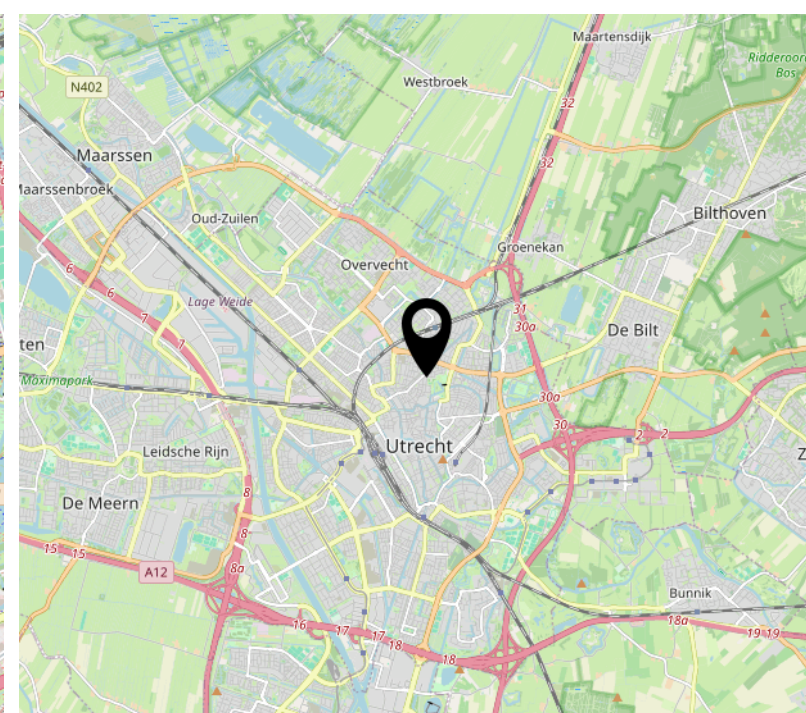 Maartensdijk
Ridderoord
Bos
Westbroek
N402
32
Maarssen
32
Maarssenbroek
Oud-Zuilen
Bilthoven
Groenekan
Overvecht
6
6
Lage Weide
7
7
31
30a
De Bilt
ten
Maximapark
30a
30
2
2
Utrecht
Leidsche Rijn
Z
8
De Meern
8
15
15
8a
A12
Bunnik
16
17
17
18
18
18a
19
19